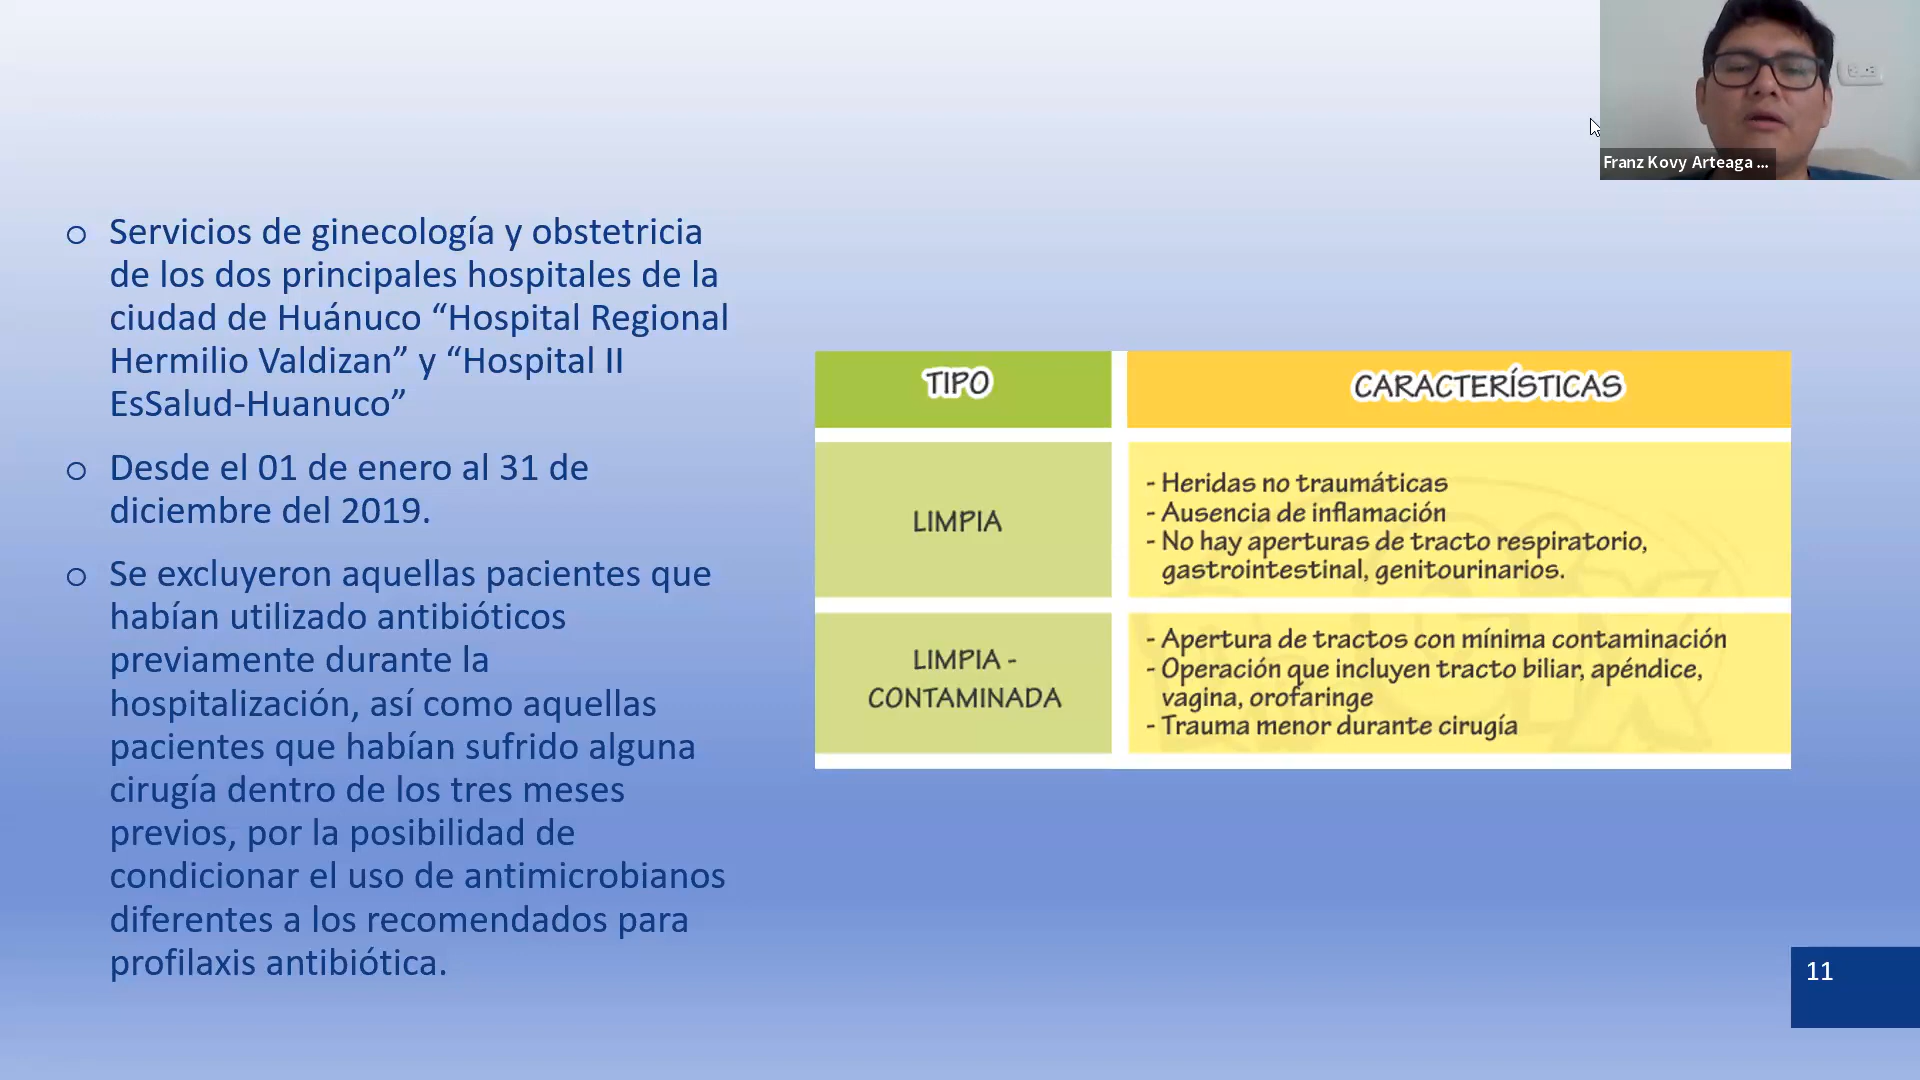 Franz Kovy Arteaga ...
o Servicios de ginecología y obstetricia
de los dos principales hospitales de la
ciudad de Huánuco “Hospital Regional
Hermilio Valdizan” y “Hospital II
EsSalud-Huanuco”
o Desde el 01 de enero al 31 de
diciembre del 2019.
o Se excluyeron aquellas pacientes que
habían utilizado antibióticos
previamente durante la
hospitalización, así como aquellas
pacientes que habían sufrido alguna
cirugía dentro de los tres meses
previos, por la posibilidad de
condicionar el uso de antimicrobianos
diferentes a los recomendados para
profilaxis antibiótica.
TIPO
CARACTERÍSTICAS
LIMPIA
- Heridas no traumáticas
- Ausencia de inflamación
- No hay aperturas de tracto respiratorio,
gastrointestinal, genitourinarios.
LIMPIA -
CONTAMINADA
- Apertura de tractos con mínima contaminación
- Operación que incluyen tracto biliar, apéndice,
vagina, orofaringe
- Trauma menor durante cirugía
11